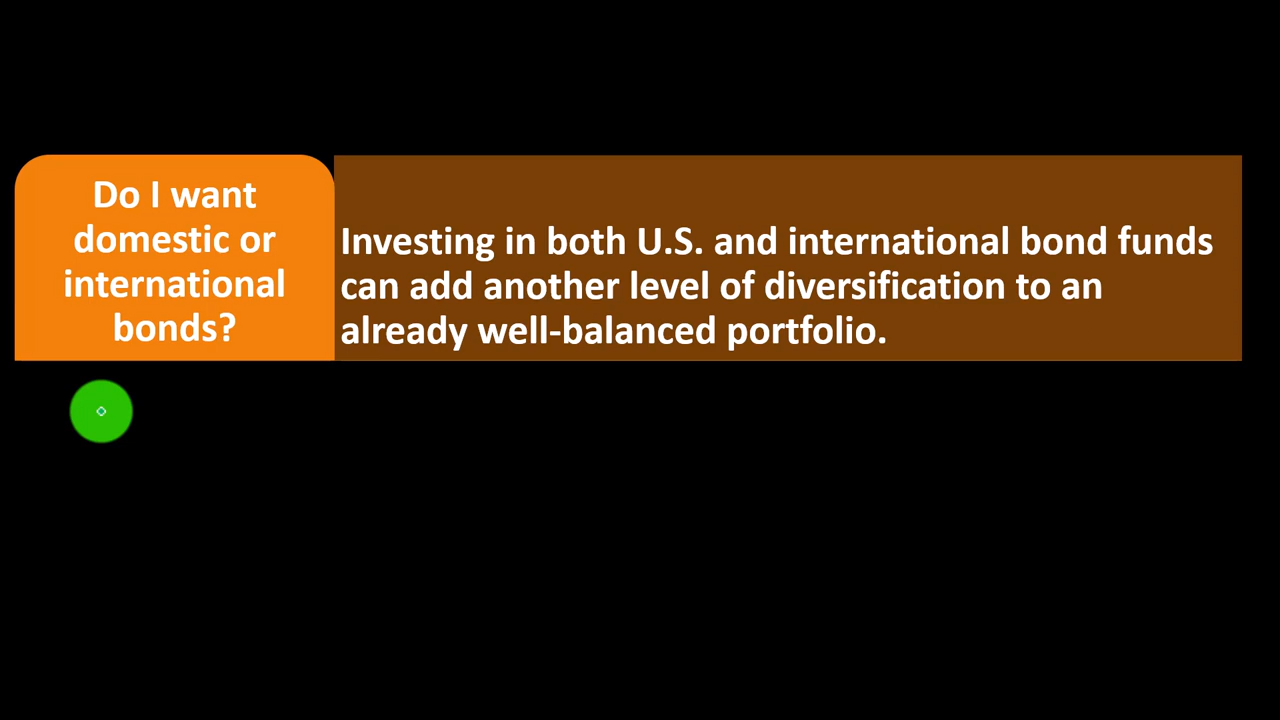 Do I want
domestic or
international
bonds?
Investing in both U.S. and international bond funds
can add another level of diversification to an
already well-balanced portfolio.